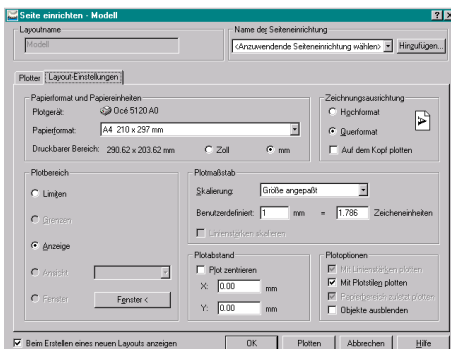 Seite einrichten - Modell
Layoutname
Modell
Name der Seiteneinrichtung
<Anzuwendende Seiteneinrichtung wählen>
Hinzufügen...
Plotter
Layout-Einstellungen
Papierformat und Papiereinheiten
Plotgerät: Océ 5120 A0
Papierformat: A4 210 x 297 mm
Druckbarer Bereich: 290.62 x 203.62 mm Zoll mm
Zeichnungsausrichtung
Hochformat
Querformat
Auf dem Kopf plotten
A
Plotbereich
Limiten
Grenzen
Anzeige
Ansicht
Fenster
Fenster <
Plotmaßstab
Skalierung: Größe angepaßt
Benutzerdefiniert: 1 mm = 1.786 Zeicheneinheiten
Linienstärken skalieren
Plotabstand
Plot zentrieren
X: 0.00 mm
Y: 0.00 mm
Plotoptionen
Mit Linienstärken plotten
Mit Plotstilen plotten
Papierbereich zuletzt plotten
Objekte ausblenden
Beim Erstellen eines neuen Layouts anzeigen
OK
Plotten
Abbrechen
Hilfe